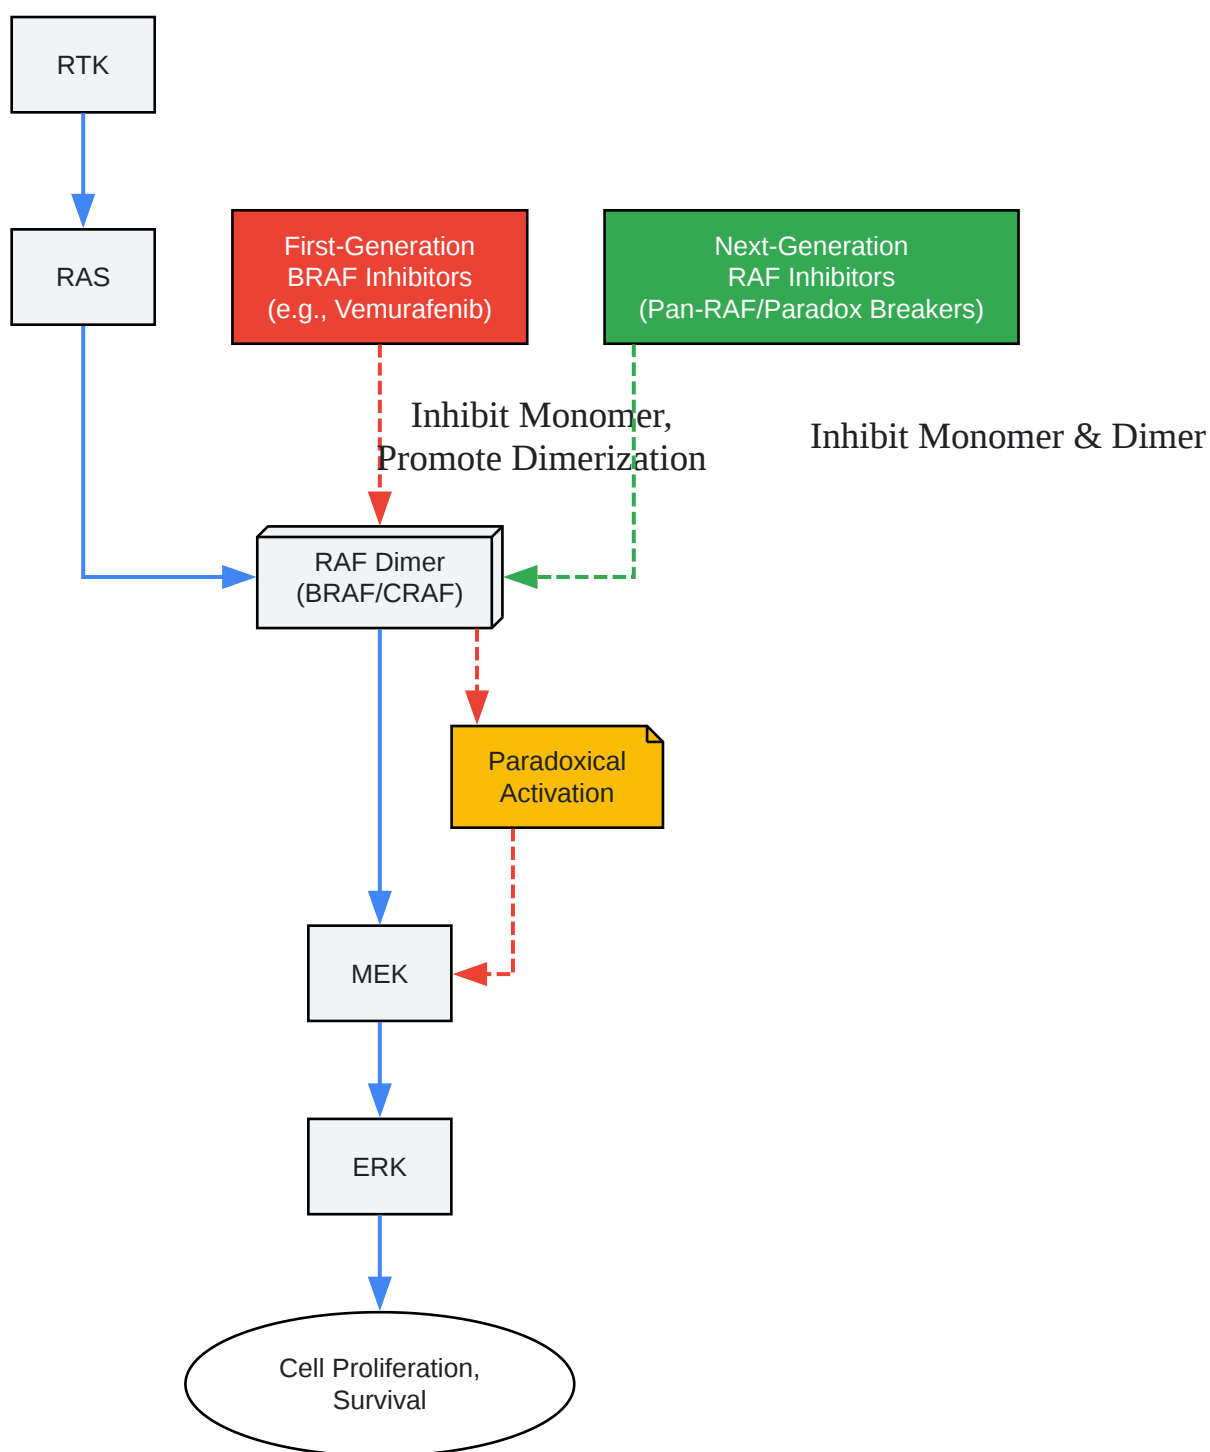 RTK
RAS
First-Generation
BRAF Inhibitors
(e.g., Vemurafenib)
Next-Generation
RAF Inhibitors
(Pan-RAF/Paradox Breakers)
Inhibit Monomer,
Promote Dimerization
Inhibit Monomer & Dimer
RAF Dimer
(BRAF/CRAF)
Paradoxical
Activation
MEK
ERK
Cell Proliferation,
Survival